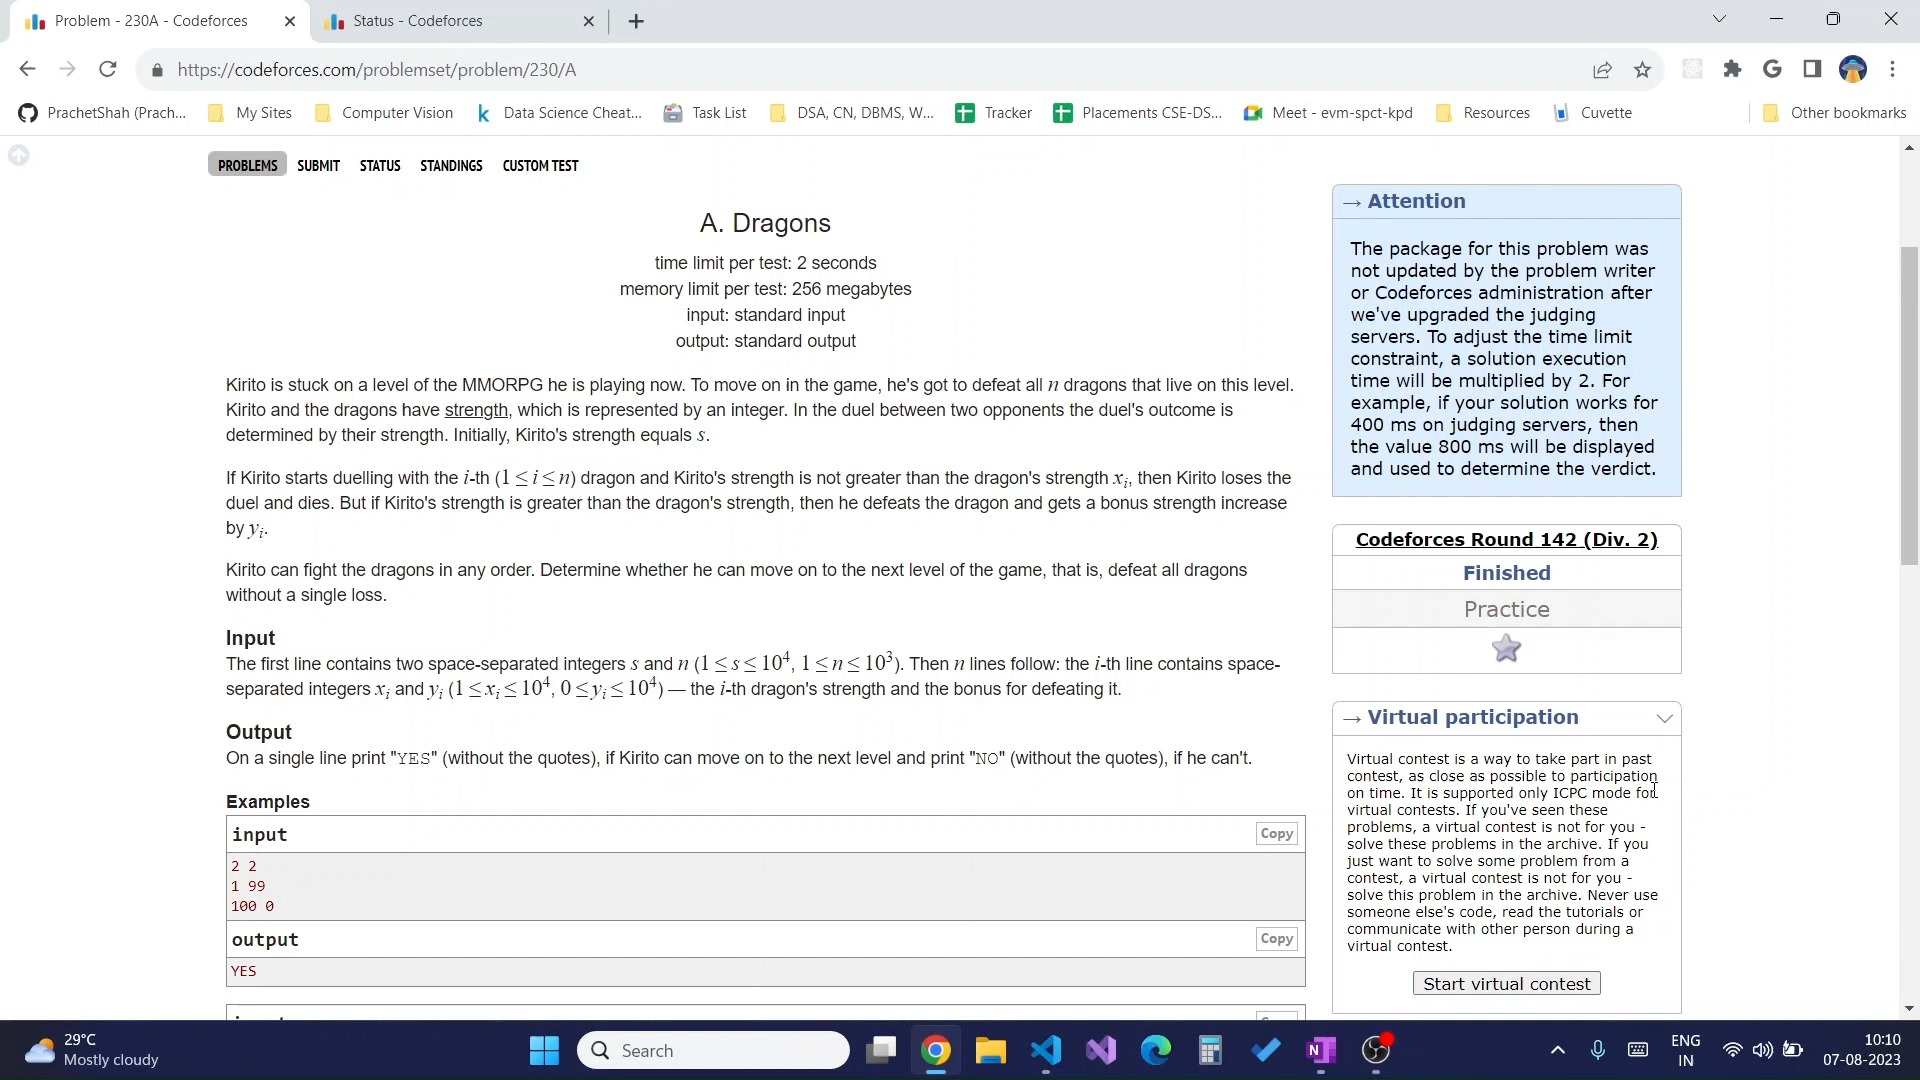 Problem - 230A - Codeforces
Status - Codeforces
https://codeforces.com/problemset/problem/230/A
PrachetShah (Prach...
My Sites
Computer Vision
Data Science Cheat...
Task List
DSA, CN, DBMS, W...
Tracker
Placements CSE-DS...
Meet - evm-spct-kpd
Resources
Cuvette
Other bookmarks
PROBLEMS SUBMIT STATUS STANDINGS CUSTOM TEST
A. Dragons
time limit per test: 2 seconds
memory limit per test: 256 megabytes
input: standard input
output: standard output
Kirito is stuck on a level of the MMORPG he is playing now. To move on in the game, he's got to defeat all n dragons that live on this level.
Kirito and the dragons have strength, which is represented by an integer. In the duel between two opponents the duel's outcome is
determined by their strength. Initially, Kirito's strength equals s.
If Kirito starts duelling with the i-th (1 ≤ i ≤ n) dragon and Kirito's strength is not greater than the dragon's strength xi, then Kirito loses the
duel and dies. But if Kirito's strength is greater than the dragon's strength, then he defeats the dragon and gets a bonus strength increase
by yi.
Kirito can fight the dragons in any order. Determine whether he can move on to the next level of the game, that is, defeat all dragons
without a single loss.
Input
The first line contains two space-separated integers s and n (1 ≤ s ≤ 10^4, 1 ≤ n ≤ 10^3). Then n lines follow: the i-th line contains space-
separated integers xi and yi (1 ≤ xi ≤ 10^4, 0 ≤ yi ≤ 10^4) — the i-th dragon's strength and the bonus for defeating it.
Output
On a single line print "YES" (without the quotes), if Kirito can move on to the next level and print "NO" (without the quotes), if he can't.
Examples
input
Copy
2 2
1 99
100 0
output
Copy
YES
→ Attention
The package for this problem was
not updated by the problem writer
or Codeforces administration after
we've upgraded the judging
servers. To adjust the time limit
constraint, a solution execution
time will be multiplied by 2. For
example, if your solution works for
400 ms on judging servers, then
the value 800 ms will be displayed
and used to determine the verdict.
Codeforces Round 142 (Div. 2)
Finished
Practice
→ Virtual participation
Virtual contest is a way to take part in past
contest, as close as possible to participation
on time. It is supported only ICPC mode for
virtual contests. If you've seen these
problems, a virtual contest is not for you -
solve these problems in the archive. If you
just want to solve some problem from a
contest, a virtual contest is not for you -
solve this problem in the archive. Never use
someone else's code, read the tutorials or
communicate with other person during a
virtual contest.
Start virtual contest
29°C
Mostly cloudy
Search
ENG
IN
10:10
07-08-2023